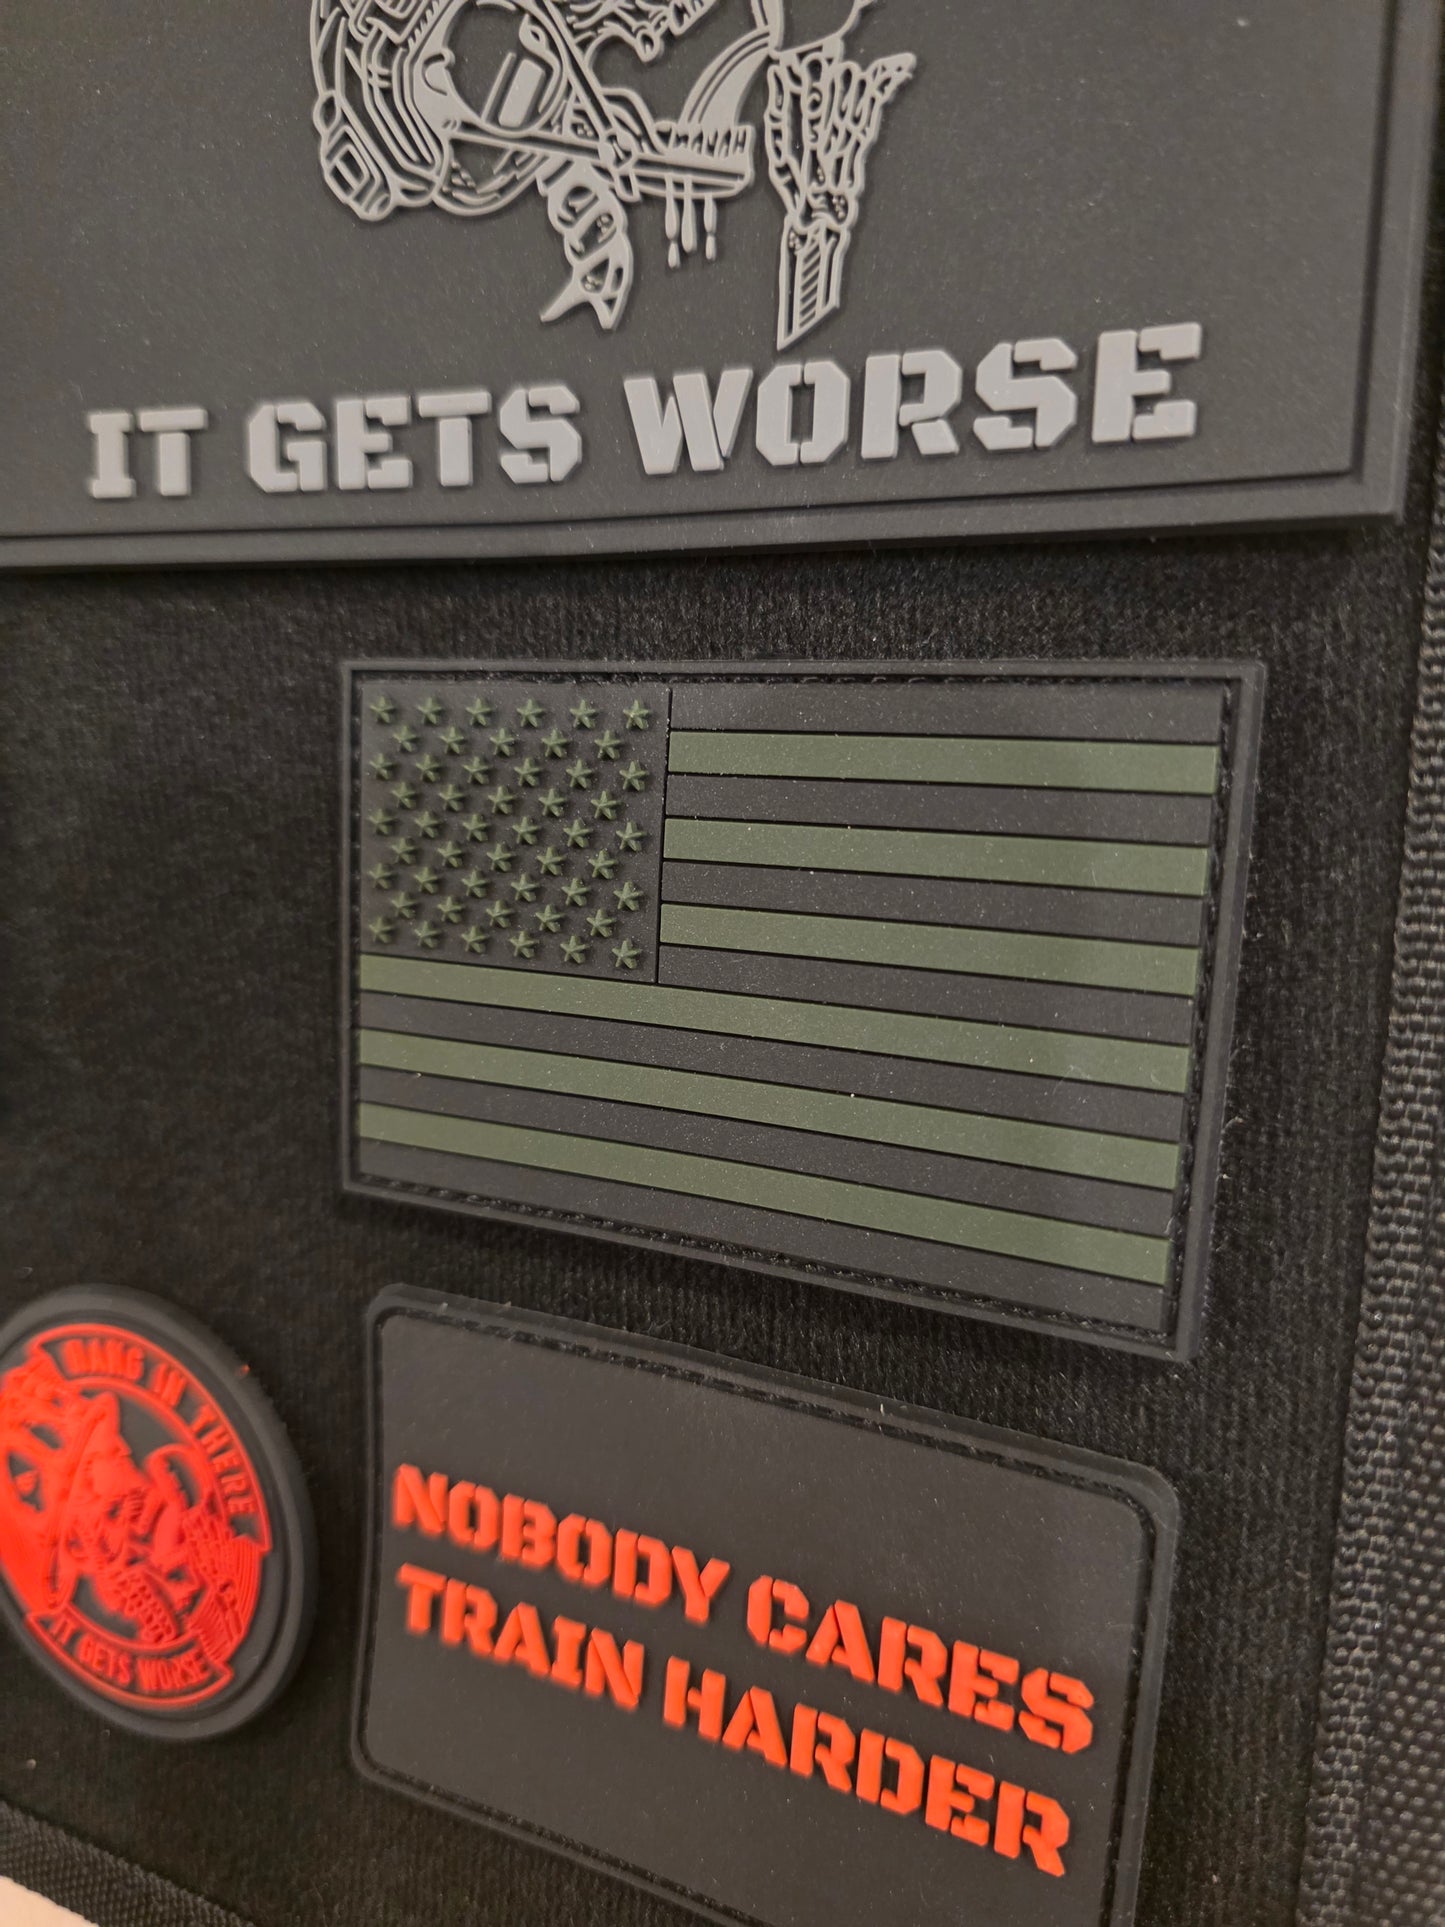 IT GETS WORSE
HANG IN THERE
IT GETS WORSE
NOBODY CARES
TRAIN HARDER